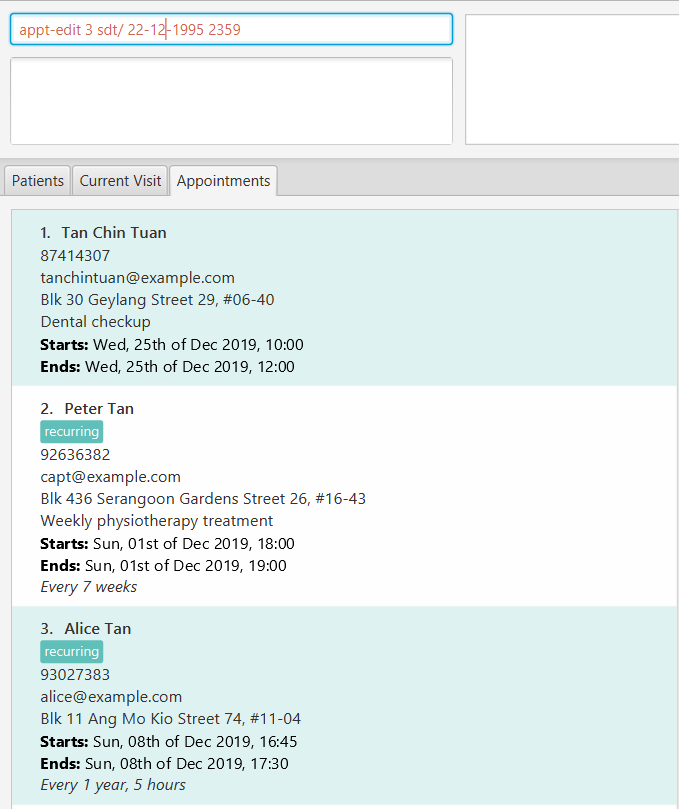 appt-edit 3 sdt/ 22-12-1995 2359
Patients
Current Visit
Appointments
1. Tan Chin Tuan
87414307
tanchintuan@example.com
Blk 30 Geylang Street 29, #06-40
Dental checkup
Starts: Wed, 25th of Dec 2019, 10:00
Ends: Wed, 25th of Dec 2019, 12:00
2. Peter Tan
recurring
92636382
capt@example.com
Blk 436 Serangoon Gardens Street 26, #16-43
Weekly physiotherapy treatment
Starts: Sun, 01st of Dec 2019, 18:00
Ends: Sun, 01st of Dec 2019, 19:00
Every 7 weeks
3. Alice Tan
recurring
93027383
alice@example.com
Blk 11 Ang Mo Kio Street 74, #11-04
Starts: Sun, 08th of Dec 2019, 16:45
Ends: Sun, 08th of Dec 2019, 17:30
Every 1 year, 5 hours